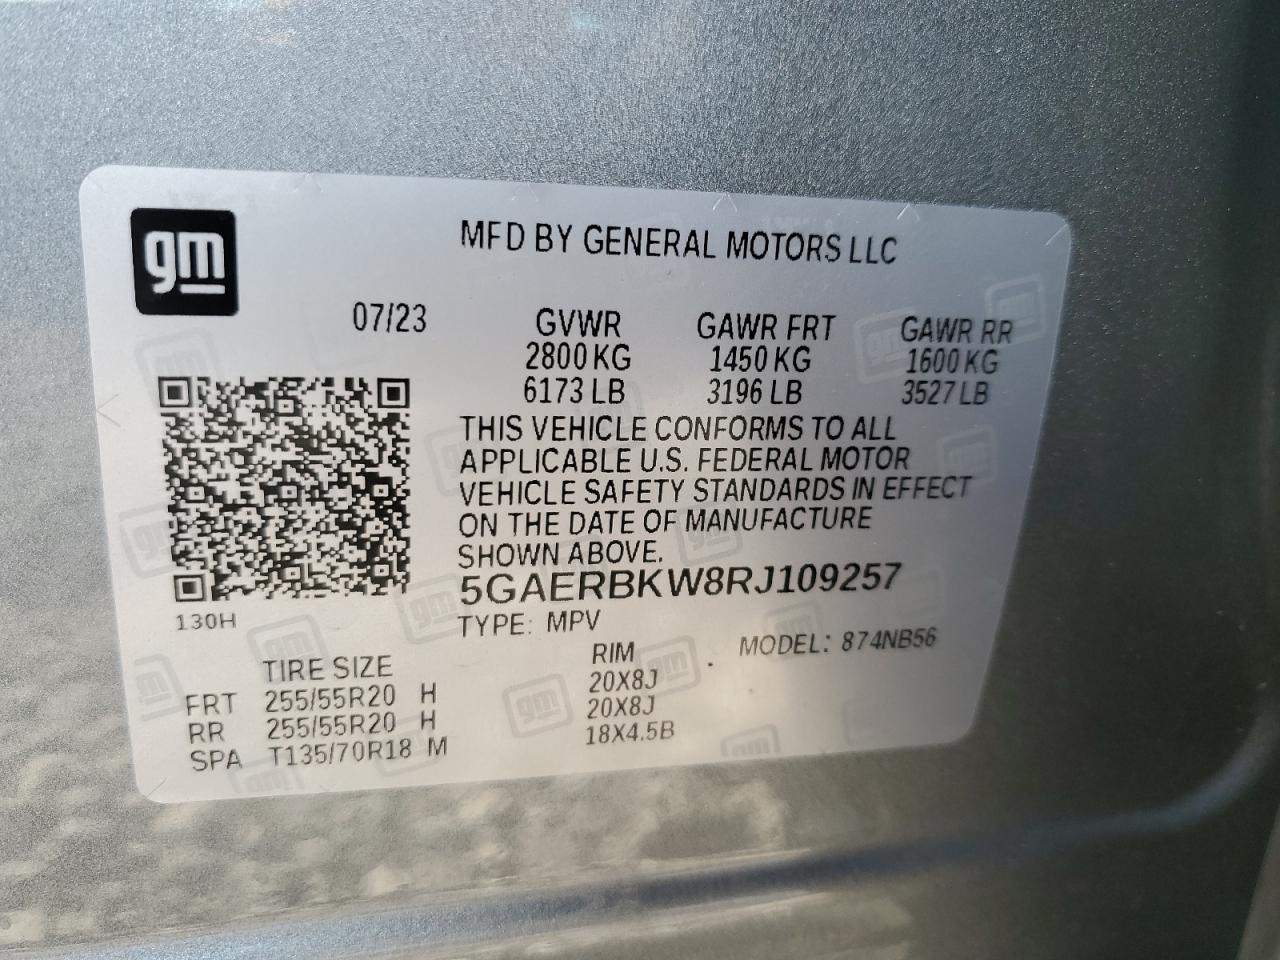 gm
MFD BY GENERAL MOTORS LLC
07/23 GVWR GAWR FRT GAWR RR
2800 KG 1450 KG 1600 KG
6173 LB 3196 LB 3527 LB
THIS VEHICLE CONFORMS TO ALL
APPLICABLE U.S. FEDERAL MOTOR
VEHICLE SAFETY STANDARDS IN EFFECT
ON THE DATE OF MANUFACTURE
SHOWN ABOVE.
5GAERBKW8RJ109257
130H
TYPE: MPV
MODEL: 874NB56
TIRE SIZE RIM
FRT 255/55R20 H 20X8J
RR 255/55R20 H 20X8J
SPA T135/70R18 M 18X4.5B